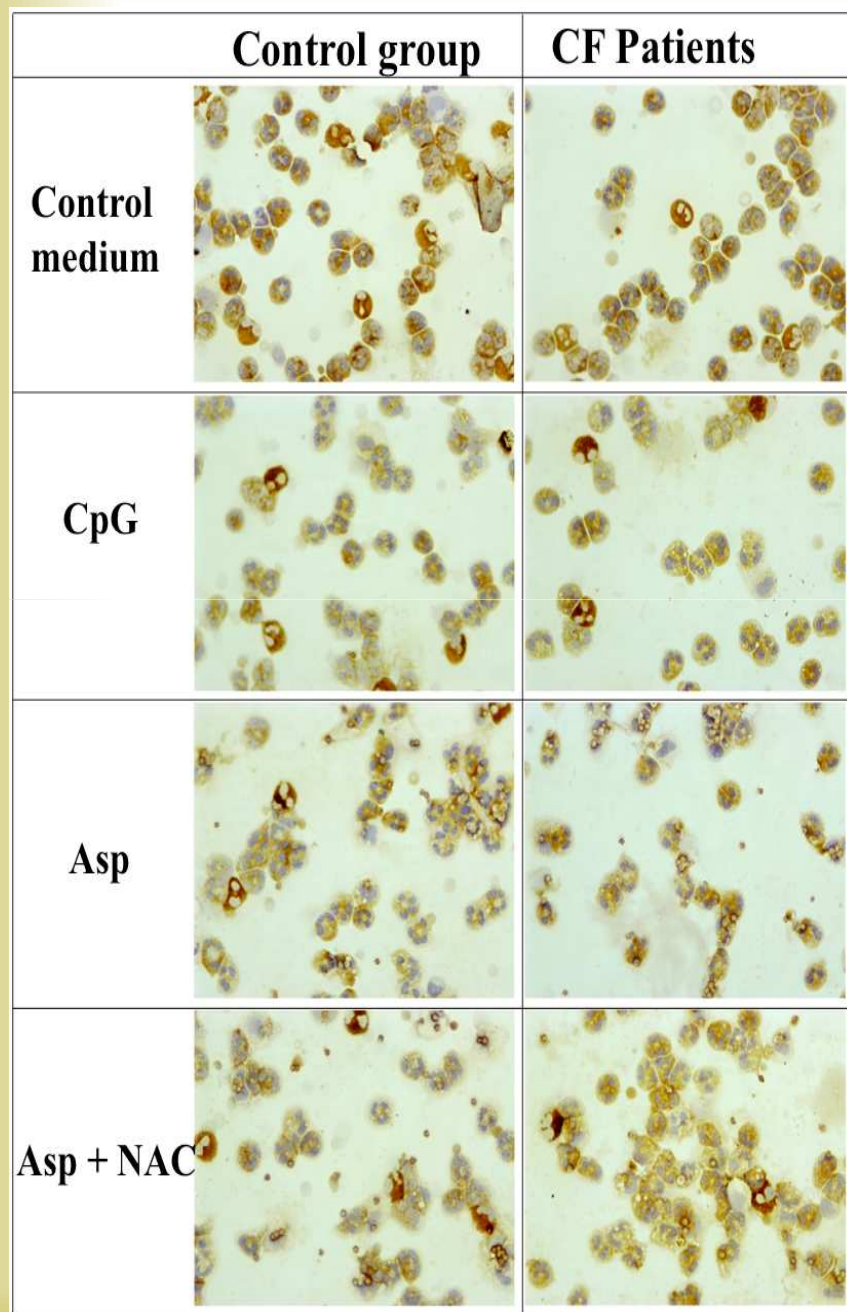 Control group
CF Patients
Control
medium
CpG
Asp
Asp + NAC